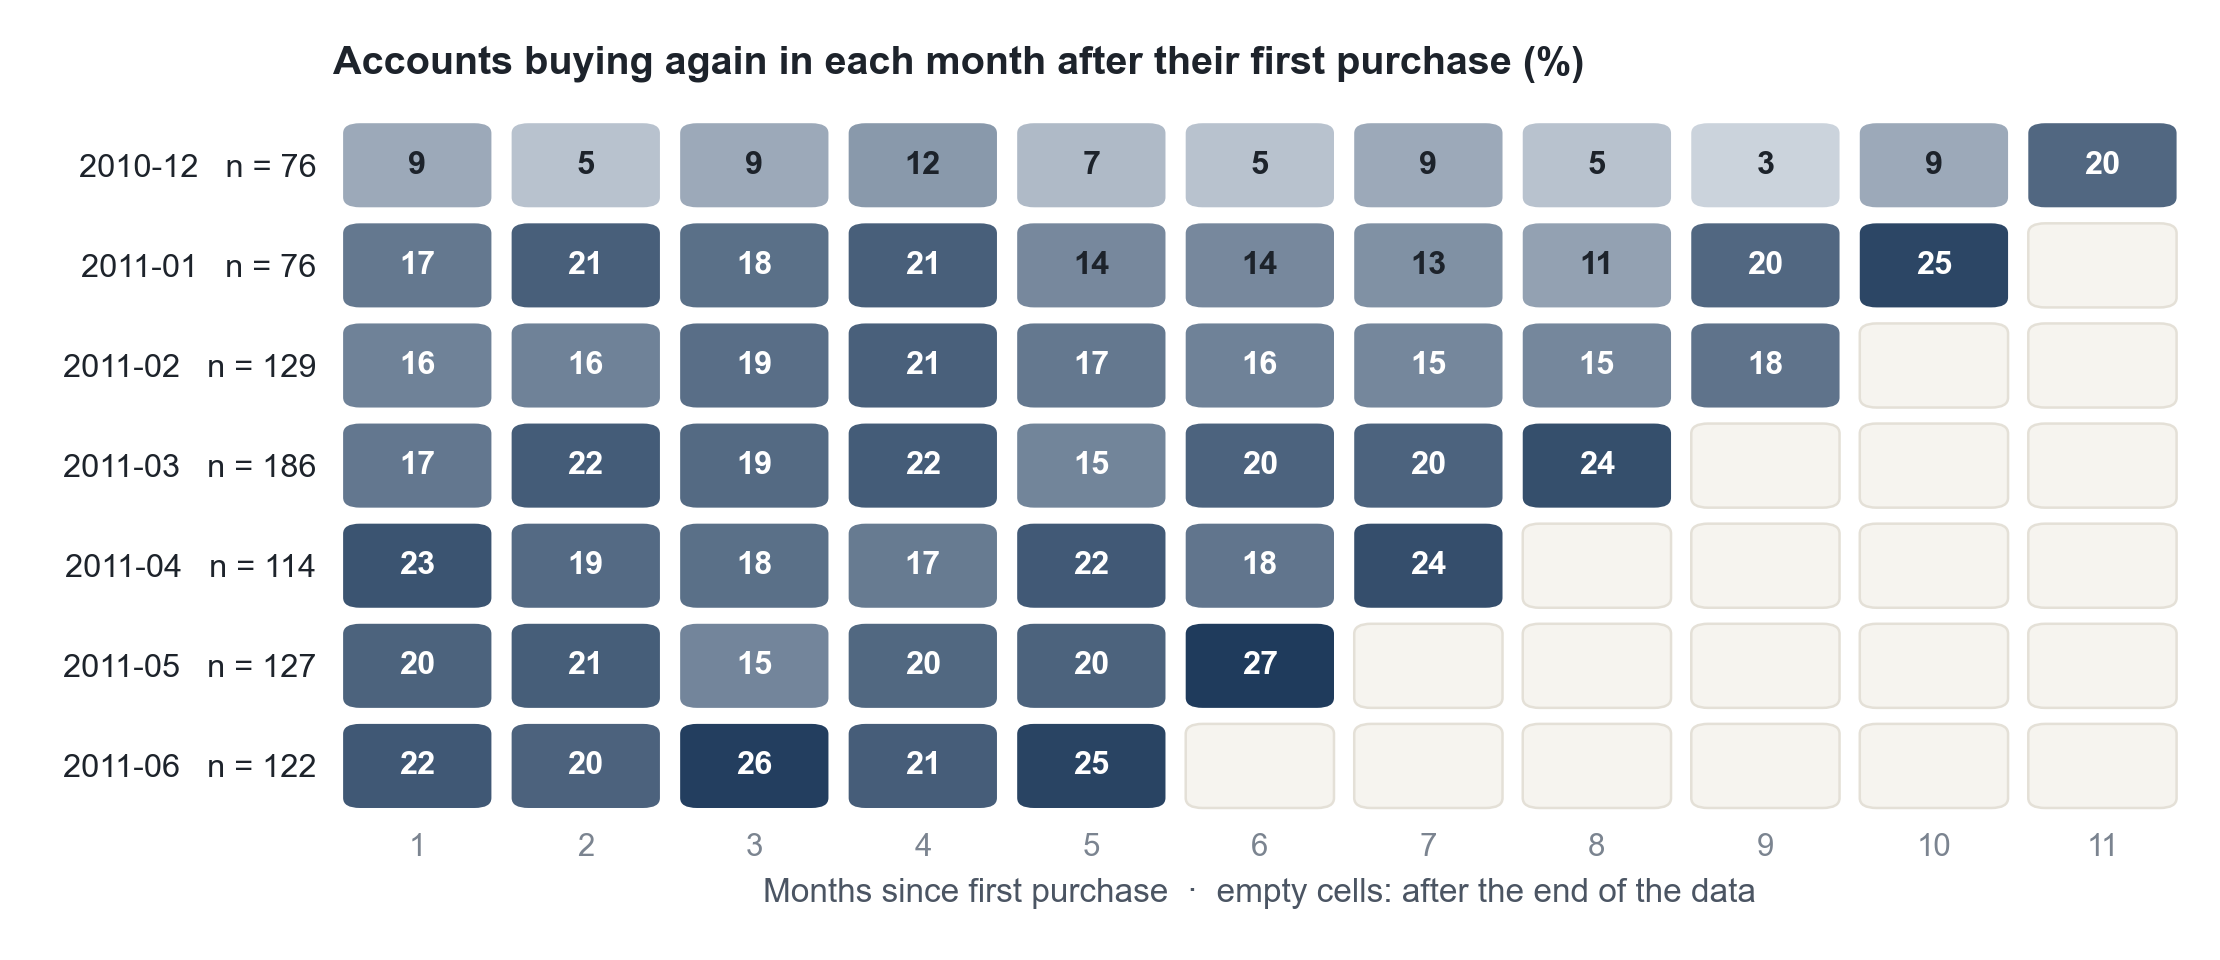 Accounts buying again in each month after their first purchase (%)
2010-12 n = 76 9 5 9 12 7 5 9 5 3 9 20
2011-01 n = 76 17 21 18 21 14 14 13 11 20 25
2011-02 n = 129 16 16 19 21 17 16 15 15 18
2011-03 n = 186 17 22 19 22 15 20 20 24
2011-04 n = 114 23 19 18 17 22 18 24
2011-05 n = 127 20 21 15 20 20 27
2011-06 n = 122 22 20 26 21 25
1 2 3 4 5 6 7 8 9 10 11
Months since first purchase · empty cells: after the end of the data